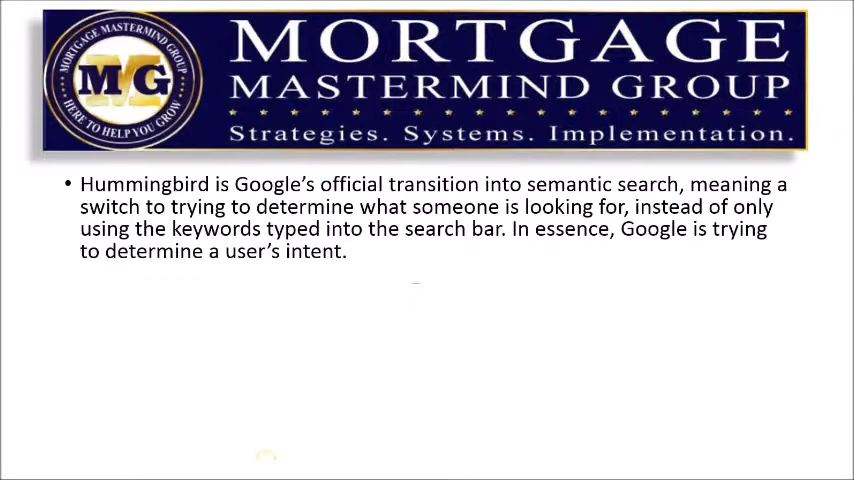 MORTGAGE MASTERMIND GROUP
MG
HERE TO HELP YOU GROW
MORTGAGE
MASTERMIND GROUP
Strategies. Systems. Implementation.
• Hummingbird is Google’s official transition into semantic search, meaning a
switch to trying to determine what someone is looking for, instead of only
using the keywords typed into the search bar. In essence, Google is trying
to determine a user’s intent.